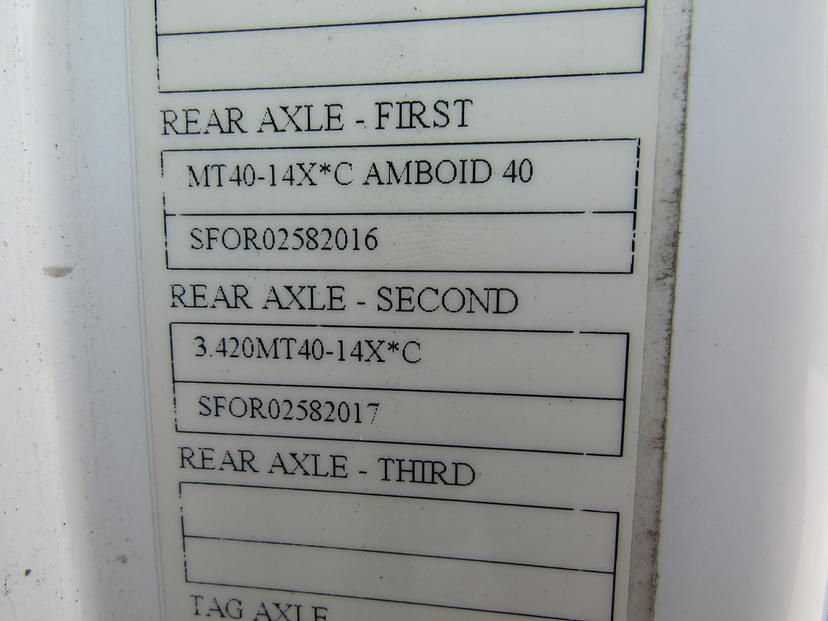 REAR AXLE - FIRST
MT40-14X*C AMBOID 40
SFOR02582016
REAR AXLE - SECOND
3.420MT40-14X*C
SFOR02582017
REAR AXLE - THIRD
TAG AXLE